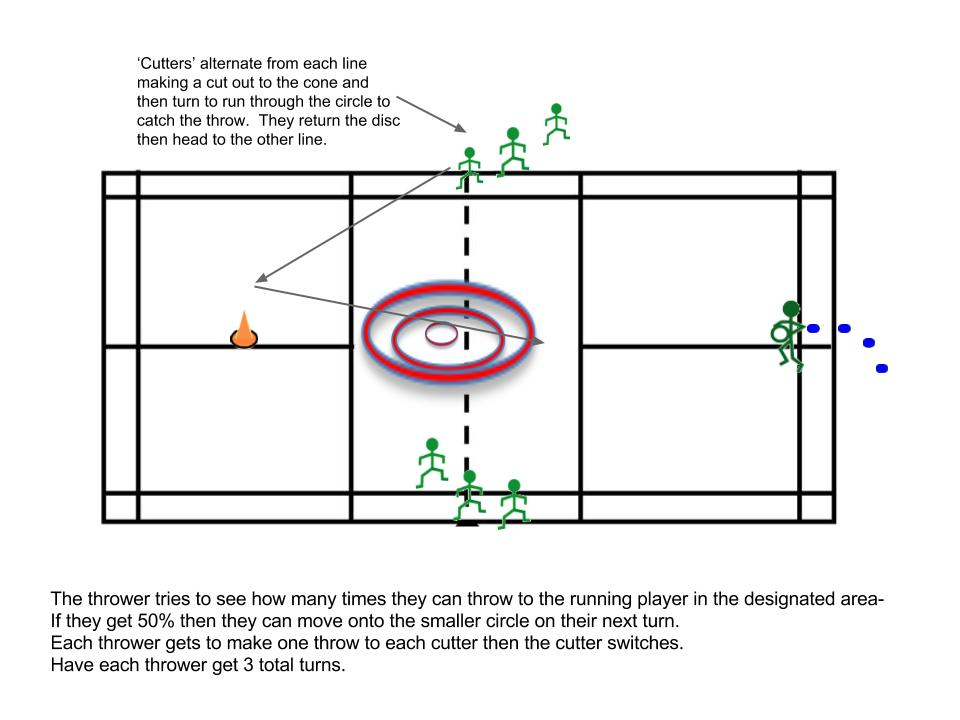 ‘Cutters’ alternate from each line
making a cut out to the cone and
then turn to run through the circle to
catch the throw.  They return the disc
then head to the other line.
The thrower tries to see how many times they can throw to the running player in the designated area-
If they get 50% then they can move onto the smaller circle on their next turn.
Each thrower gets to make one throw to each cutter then the cutter switches.
Have each thrower get 3 total turns.